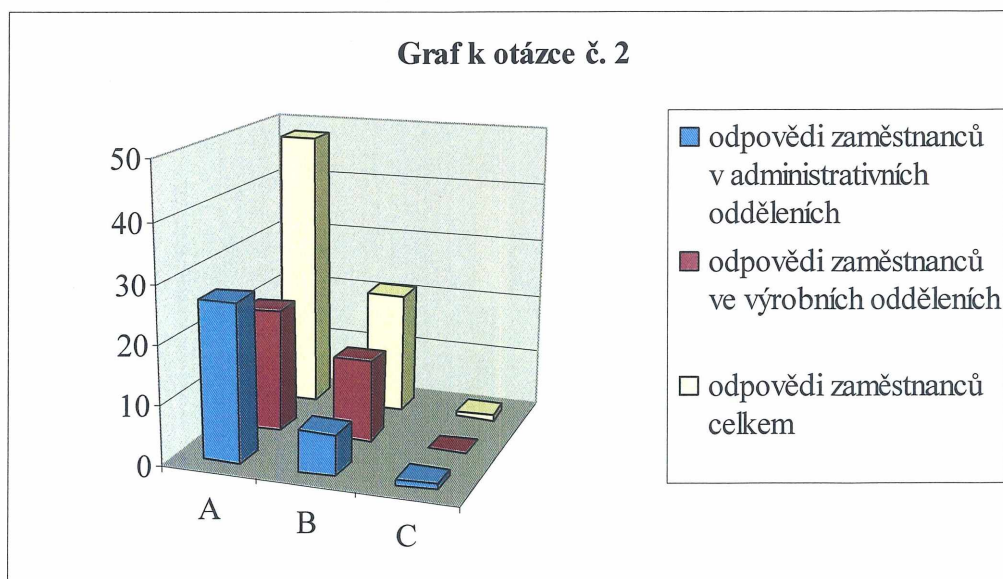 Graf k otázce č. 2
50
40
30
20
10
0
A
B
C
odpovědi zaměstnanců
v administrativních
odděleních
odpovědi zaměstnanců
ve výrobních odděleních
odpovědi zaměstnanců
celkem